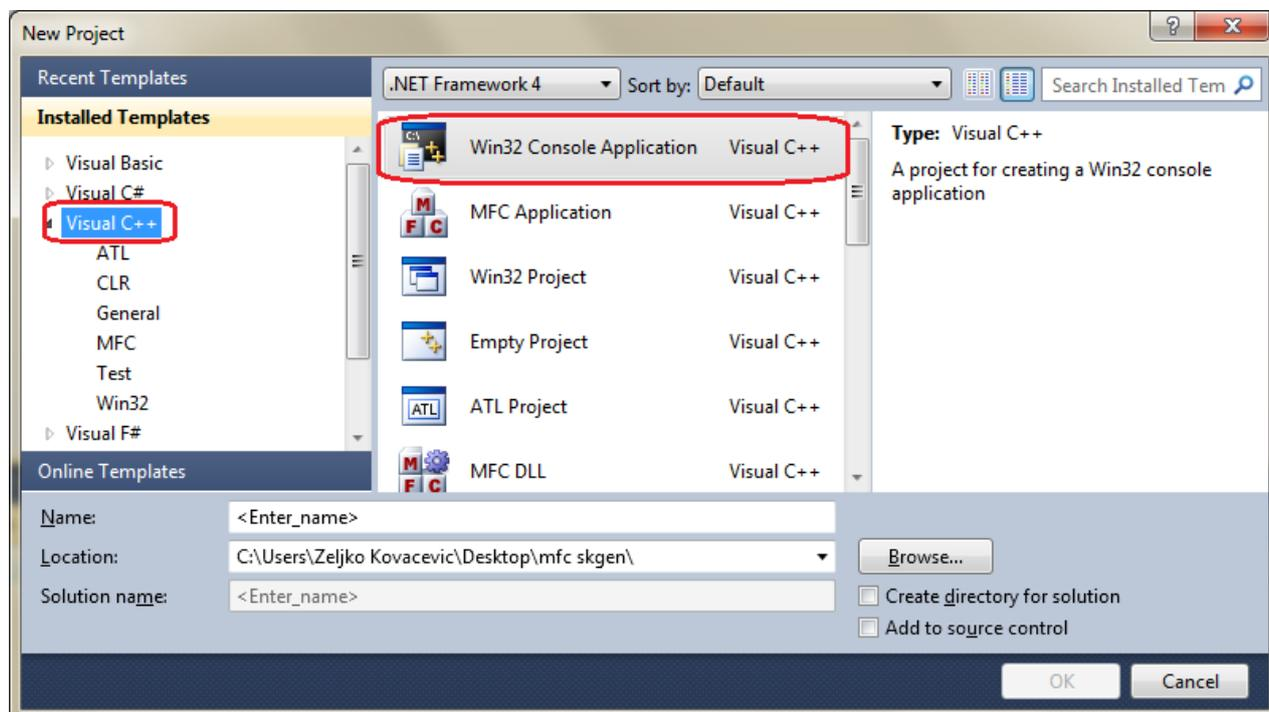 New Project
Recent Templates
Installed Templates
Visual Basic
Visual C#
Visual C++
ATL
CLR
General
MFC
Test
Win32
Visual F#
Online Templates
.NET Framework 4
Sort by: Default
Search Installed Tem
Win32 Console Application Visual C++
MFC Application Visual C++
Win32 Project Visual C++
Empty Project Visual C++
ATL Project Visual C++
MFC DLL Visual C++
Type: Visual C++
A project for creating a Win32 console
application
Name: <Enter_name>
Location: C:\Users\Zeljko Kovacevic\Desktop\mfc skgen\
Browse...
Solution name: <Enter_name>
Create directory for solution
Add to source control
OK Cancel